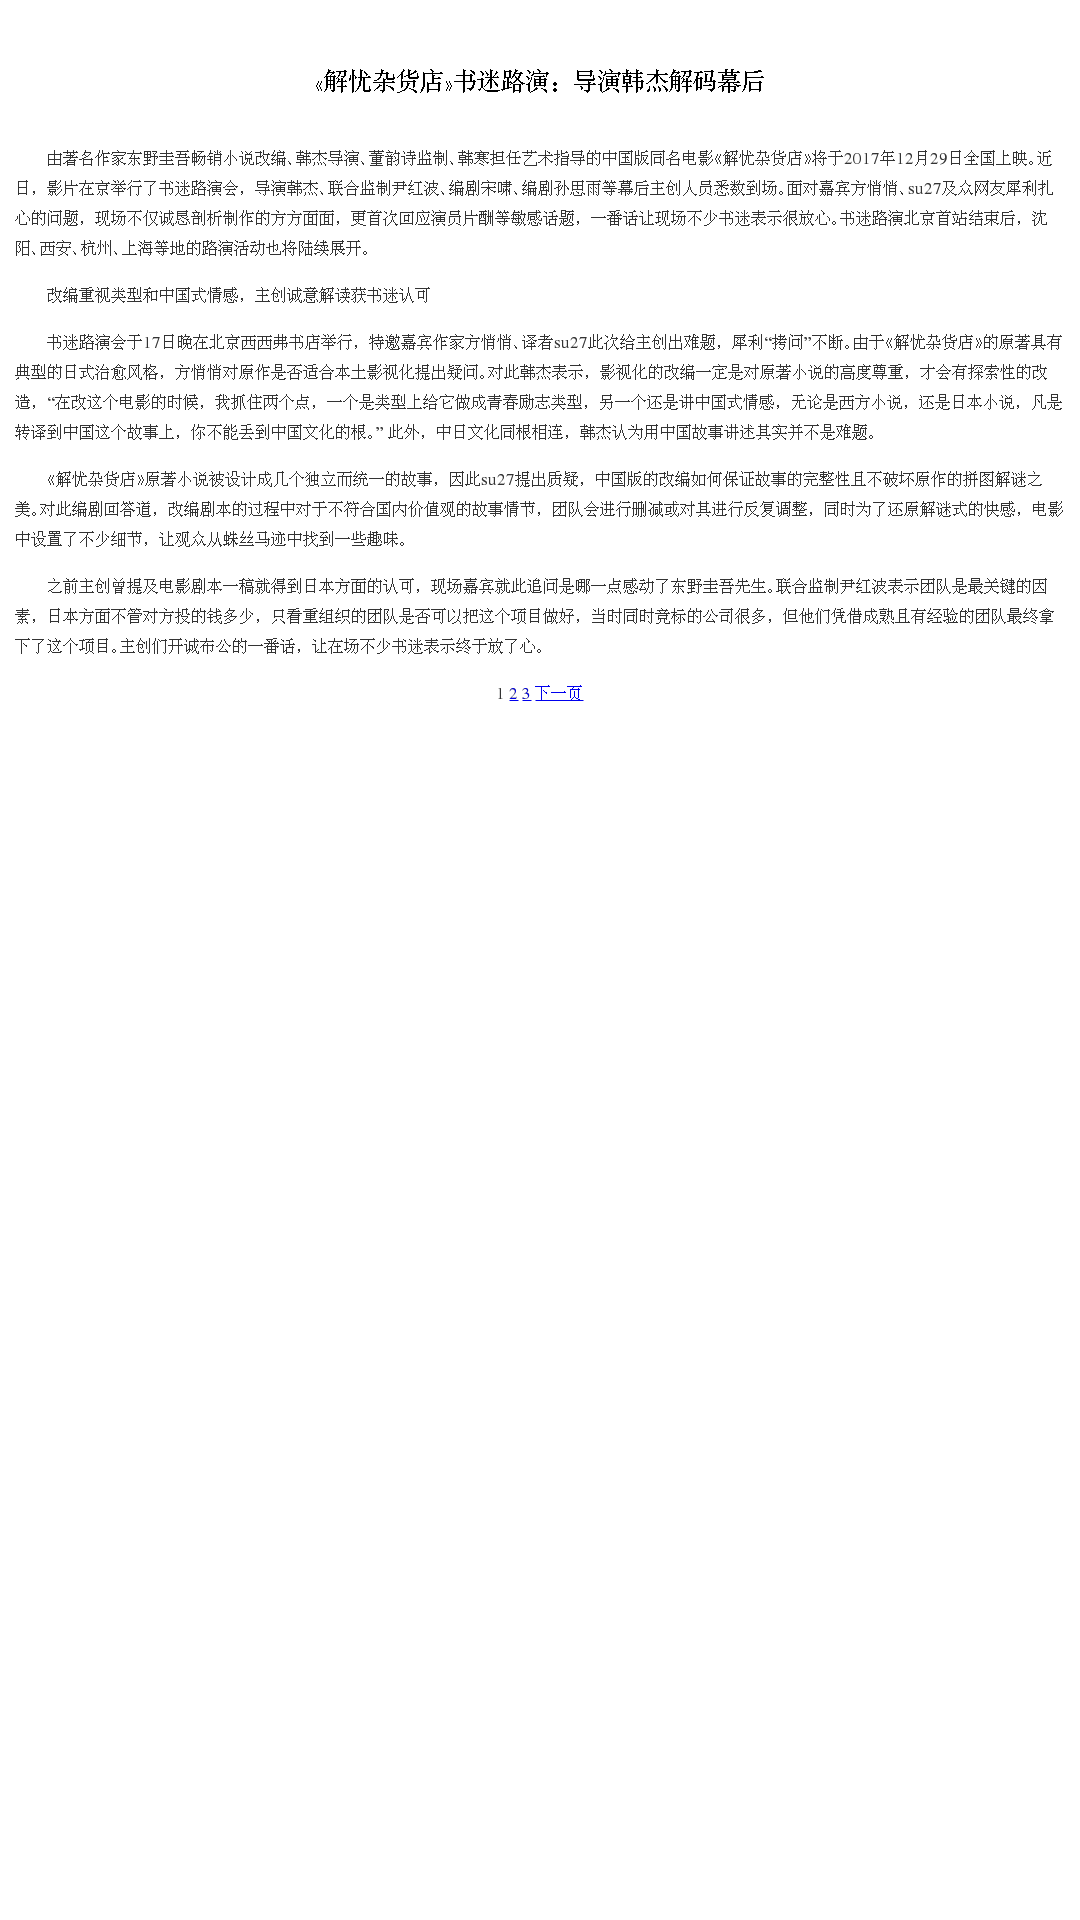 《解忧杂货店》书迷路演：导演韩杰解码幕后
由著名作家东野圭吾畅销小说改编、韩杰导演、董韵诗监制、韩寒担任艺术指导的中国版同名电影《解忧杂货店》将于2017年12月29日全国上映。近
日，影片在京举行了书迷路演会，导演韩杰、联合监制尹红波、编剧宋啸、编剧孙思雨等幕后主创人员悉数到场。面对嘉宾方悄悄、su27及众网友犀利扎
心的问题，现场不仅诚恳剖析制作的方方面面，更首次回应演员片酬等敏感话题，一番话让现场不少书迷表示很放心。书迷路演北京首站结束后，沈
阳、西安、杭州、上海等地的路演活动也将陆续展开。
改编重视类型和中国式情感，主创诚意解读获书迷认可
书迷路演会于17日晚在北京西西弗书店举行，特邀嘉宾作家方悄悄、译者su27此次给主创出难题，犀利“拷问”不断。由于《解忧杂货店》的原著具有
典型的日式治愈风格，方悄悄对原作是否适合本土影视化提出疑问。对此韩杰表示，影视化的改编一定是对原著小说的高度尊重，才会有探索性的改
造，“在改这个电影的时候，我抓住两个点，一个是类型上给它做成青春励志类型，另一个还是讲中国式情感，无论是西方小说，还是日本小说，凡是
转译到中国这个故事上，你不能丢到中国文化的根。” 此外，中日文化同根相连，韩杰认为用中国故事讲述其实并不是难题。
《解忧杂货店》原著小说被设计成几个独立而统一的故事，因此su27提出质疑，中国版的改编如何保证故事的完整性且不破坏原作的拼图解谜之
美。对此编剧回答道，改编剧本的过程中对于不符合国内价值观的故事情节，团队会进行删减或对其进行反复调整，同时为了还原解谜式的快感，电影
中设置了不少细节，让观众从蛛丝马迹中找到一些趣味。
之前主创曾提及电影剧本一稿就得到日本方面的认可，现场嘉宾就此追问是哪一点感动了东野圭吾先生。联合监制尹红波表示团队是最关键的因
素，日本方面不管对方投的钱多少，只看重组织的团队是否可以把这个项目做好，当时同时竞标的公司很多，但他们凭借成熟且有经验的团队最终拿
下了这个项目。主创们开诚布公的一番话，让在场不少书迷表示终于放了心。
1 2 3 下一页